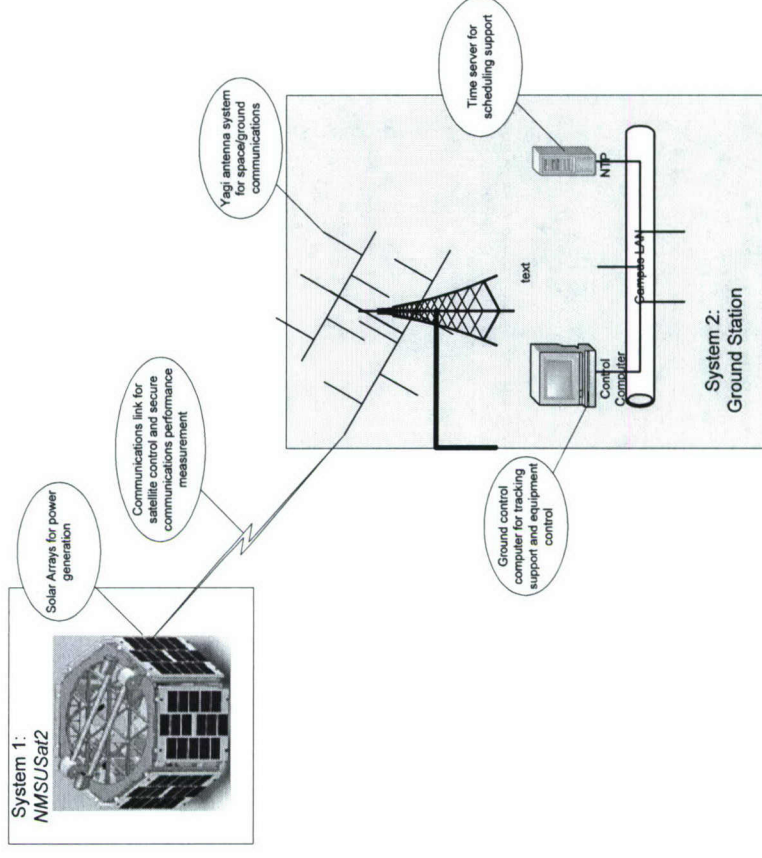 System 1:
NMSUSat2
Solar Arrays for power
generation
Communications link for
satellite control and secure
communications performance
measurement
Yagi antenna system
for space/ground
communications
Time server for
scheduling support
Ground control
computer for tracking
support and equipment
control
text
Control
Computer
NTP
Campus LAN
System 2:
Ground Station